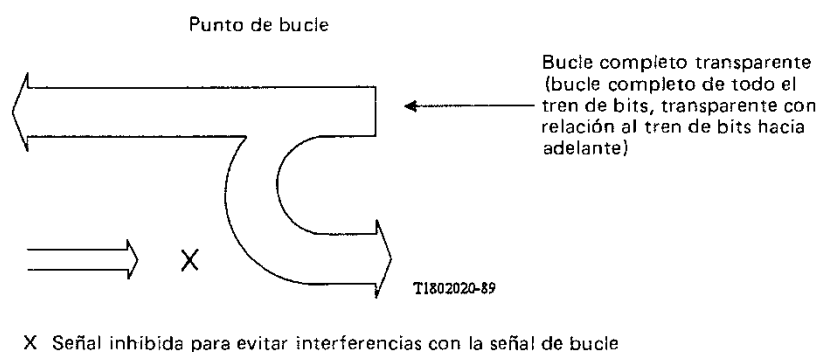 Punto de bucle
Bucle completo transparente
(bucle completo de todo el
tren de bits, transparente con
relación al tren de bits hacia
adelante)
X
T1802020-89
X Señal inhibida para evitar interferencias con la señal de bucle